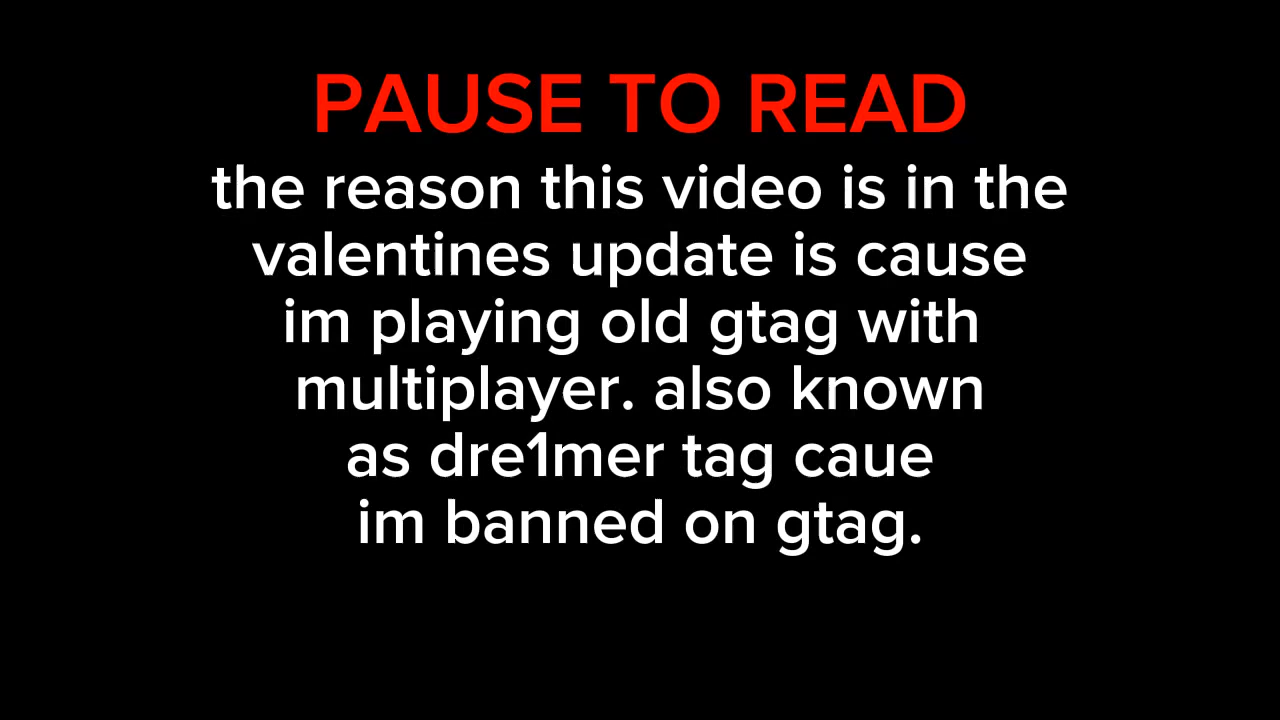 PAUSE TO READ
the reason this video is in the
valentines update is cause
im playing old gtag with
multiplayer. also known
as dre1mer tag caue
im banned on gtag.